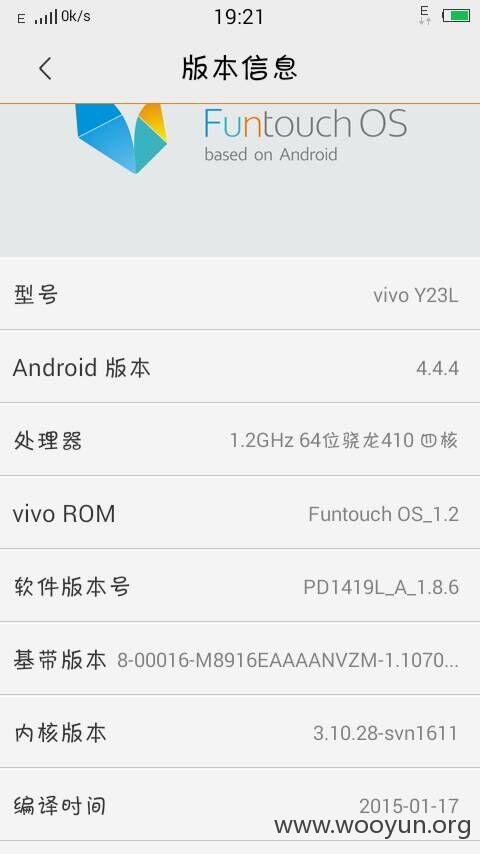 E 0k/s 19:21 E
版本信息
Funtouch OS
based on Android
型号 vivo Y23L
Android 版本 4.4.4
处理器 1.2GHz 64位骁龙410 四核
vivo ROM Funtouch OS_1.2
软件版本号 PD1419L_A_1.8.6
基带版本 8-00016-M8916EAAAANVZM-1.1070...
内核版本 3.10.28-svn1611
编译时间 2015-01-17
www.wooyun.org